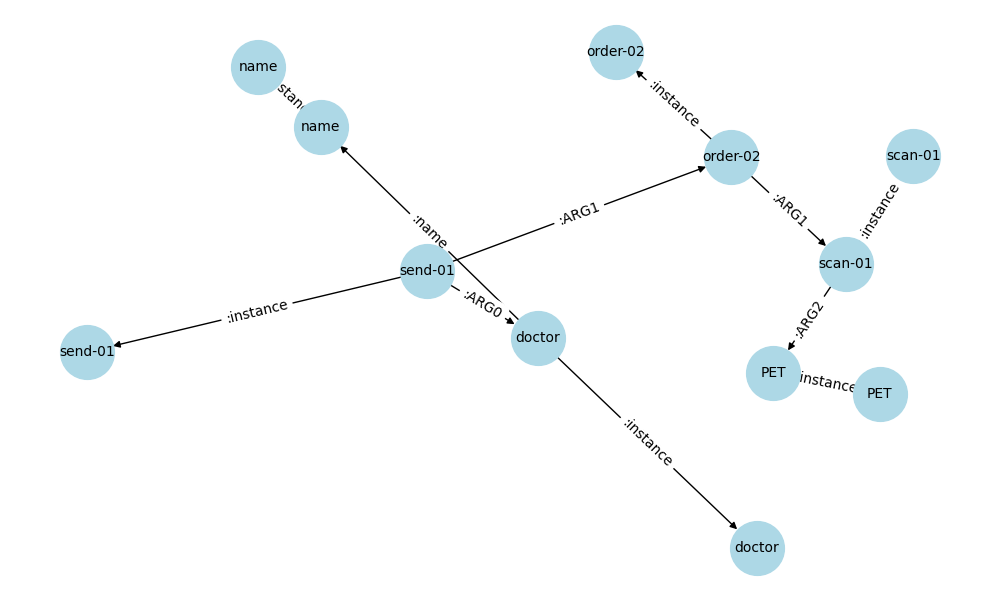 order-02
name
:instance
name
scan-01
order-02
:instance
:ARG1
:ARG1
:name
scan-01
send-01
:ARG0
:instance
:ARG2
doctor
send-01
PET
instance
PET
:instance
doctor